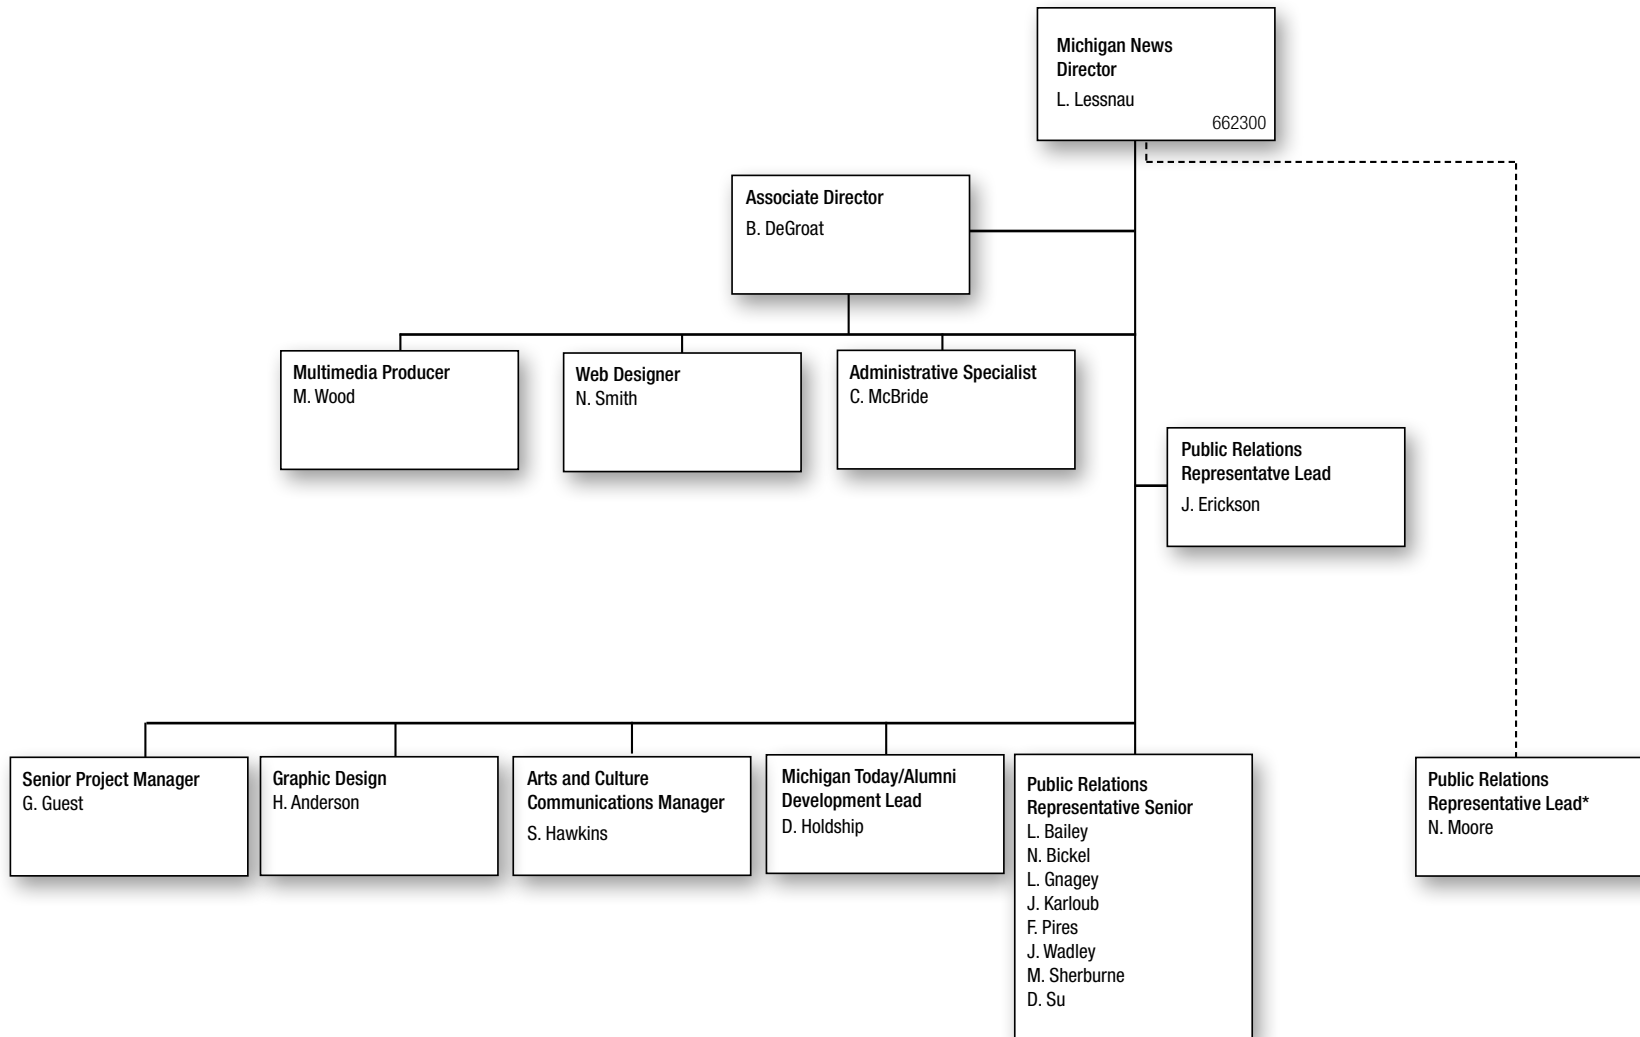 Michigan News
Director
L. Lessnau
662300
Associate Director
B. DeGroat
Multimedia Producer
M. Wood
Web Designer
N. Smith
Administrative Specialist
C. McBride
Public Relations
Representatve Lead
J. Erickson
Senior Project Manager
G. Guest
Graphic Design
H. Anderson
Arts and Culture
Communications Manager
S. Hawkins
Michigan Today/Alumni
Development Lead
D. Holdship
Public Relations
Representative Senior
L. Bailey
N. Bickel
L. Gnagey
J. Karloub
F. Pires
J. Wadley
M. Sherburne
D. Su
Public Relations
Representative Lead*
N. Moore